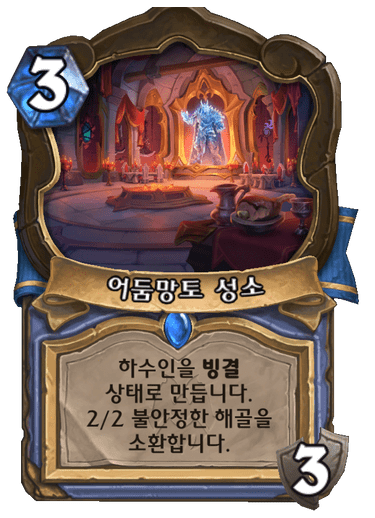 3
어둠망토 성소
하수인을 빙결
상태로 만듭니다.
2/2 불안정한 해골을
소환합니다.
3